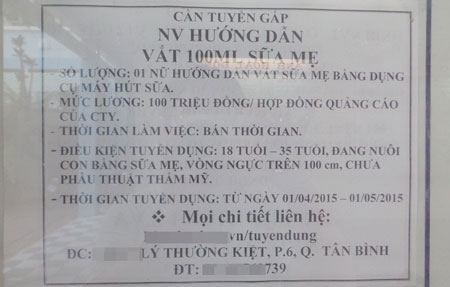 CẦN TUYỂN GẤP
NV HƯỚNG DẪN
VẮT 100ML SỮA MẸ
- SỐ LƯỢNG: 01 NỮ HƯỚNG DẪN VẮT SỮA MẸ BẰNG DỤNG
CỤ MÁY HÚT SỮA.
- MỨC LƯƠNG: 100 TRIỆU ĐỒNG/ HỢP ĐỒNG QUẢNG CÁO
CỦA CTY.
- THỜI GIAN LÀM VIỆC: BÁN THỜI GIAN.
- ĐIỀU KIỆN TUYỂN DỤNG: 18 TUỔI – 35 TUỔI, ĐANG NUÔI
CON BẰNG SỮA MẸ, VÒNG NGỰC TRÊN 100 cm, CHƯA
PHẪU THUẬT THẨM MỸ.
- THỜI GIAN TUYỂN DỤNG: TỪ NGÀY 01/04/2015 – 01/05/2015
❖ Mọi chi tiết liên hệ:
vn/tuyendung
ĐC: LÝ THƯỜNG KIỆT, P.6, Q. TÂN BÌNH
ĐT: 739